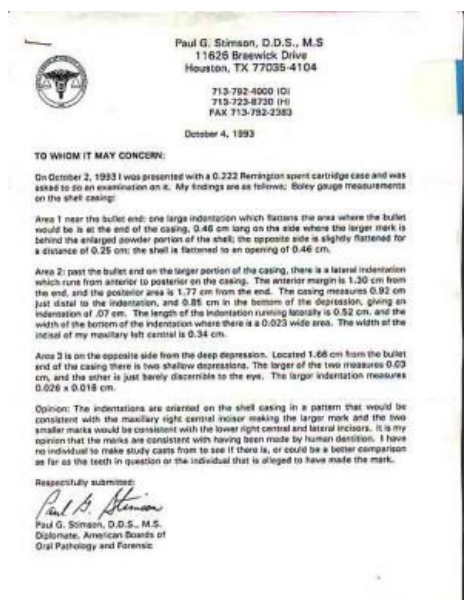 Paul G. Stimson, D.D.S., M.S
11626 Braewick Drive
Houston, TX 77035-4104
713-792-4000 (O)
713-723-8730 (H)
FAX 713-792-2383
October 4, 1993
TO WHOM IT MAY CONCERN:
On October 2, 1993 I was presented with a 0.222 Remington spent cartridge case and was
asked to do an examination on it. My findings are as follows; Boley gauge measurements
on the shell casing:
Area 1 near the bullet end: one large indentation which flattens the area where the bullet
would be is at the end of the casing, 0.46 cm long on the side where the larger mark is
behind the enlarged powder portion of the shell; the opposite side is slightly flattened for
a distance of 0.25 cm; the shell is flattened to an opening of 0.46 cm.
Area 2: past the bullet end on the larger portion of the casing, there is a lateral indentation
which runs from anterior to posterior on the casing. The anterior margin is 1.30 cm from
the end, and the posterior area is 1.77 cm from the end. The casing measures 0.92 cm
just distal to the indentation, and 0.85 cm in the bottom of the depression, giving an
indentation of .07 cm. The length of the indentation running laterally is 0.52 cm, and the
width of the bottom of the indentation where there is a 0.023 wide area. The width of the
incisal of my maxillary left central is 0.34 cm.
Area 3 is on the opposite side from the deep depression. Located 1.66 cm from the bullet
end of the casing there is two shallow depressions. The larger of the two measures 0.03
cm, and the other is just barely discernible to the eye. The larger indentation measures
0.026 x 0.018 cm.
Opinion: The indentations are oriented on the shell casing in a pattern that would be
consistent with the maxillary right central incisor making the larger mark and the two
smaller marks would be consistent with the lower right central and lateral incisors. It is my
opinion that the marks are consistent with having been made by human dentition. I have
no individual to make study casts from to see if there is, or could be a better comparison
as far as the teeth in question or the individual that is alleged to have made the mark.
Respectfully submitted:
Paul G. Stimson
Paul G. Stimson, D.D.S., M.S.
Diplomate, American Boards of
Oral Pathology and Forensic